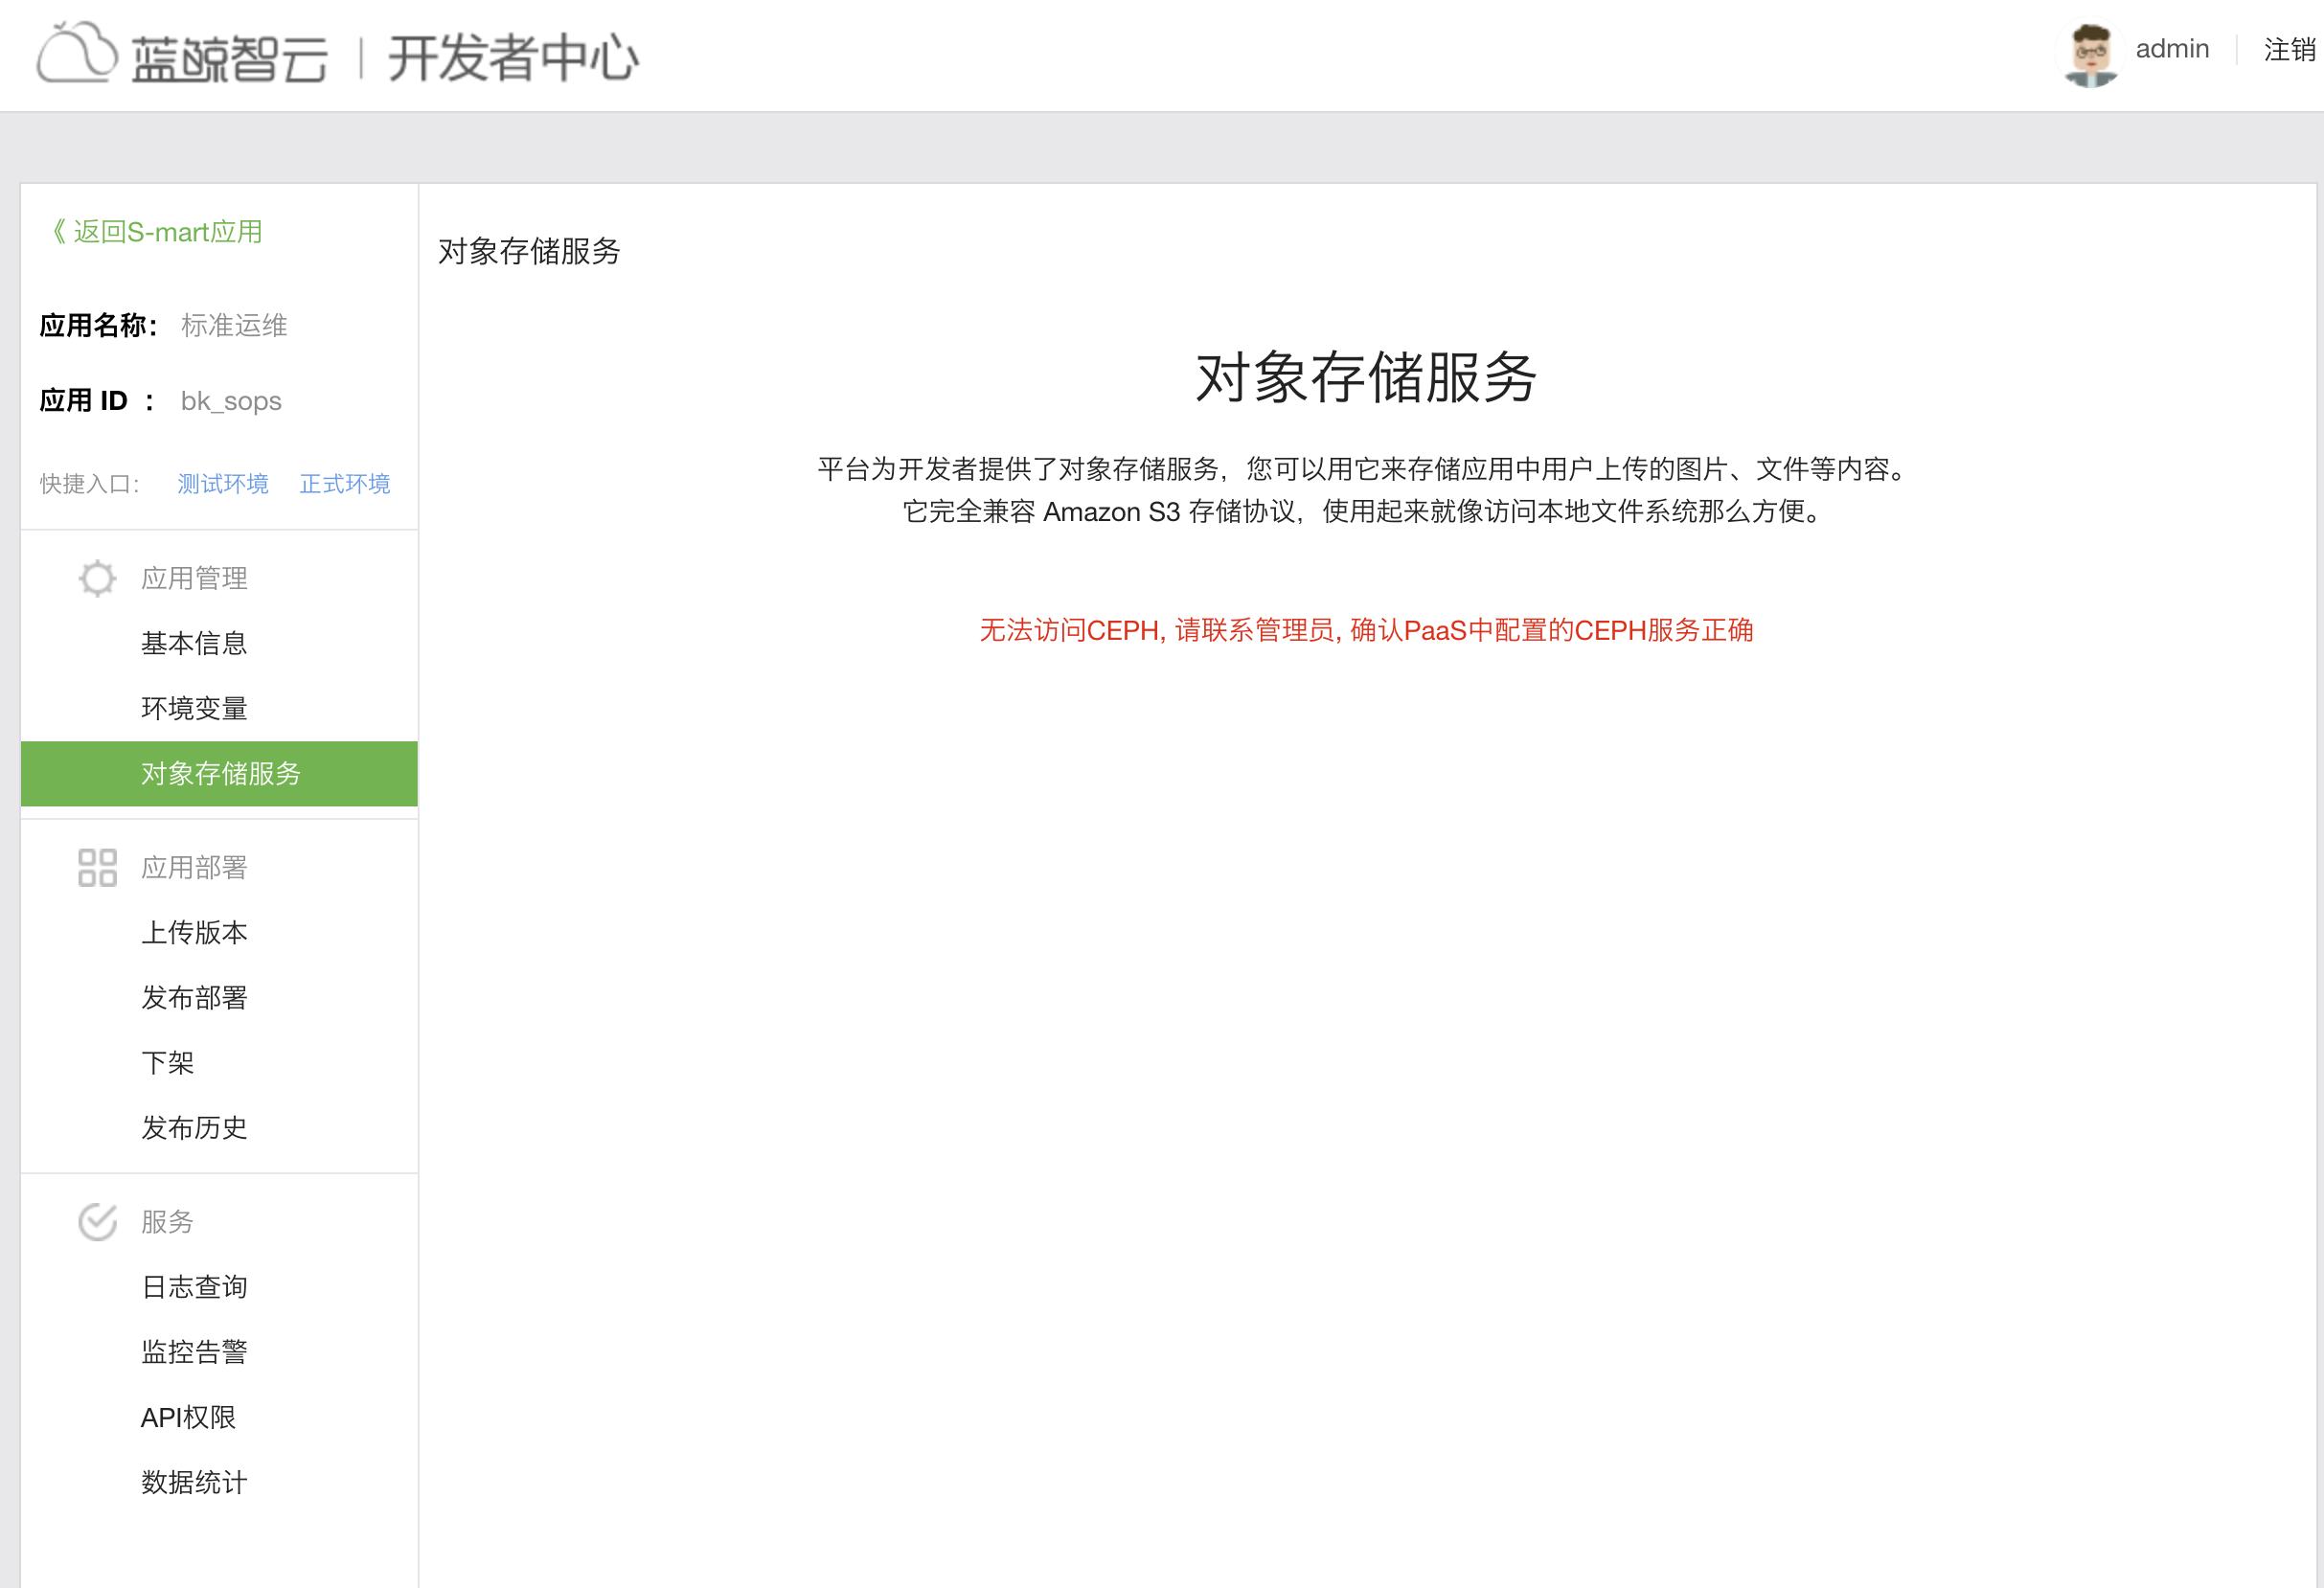 蓝鲸智云 | 开发者中心
admin
注销
《 返回S-mart应用
应用名称： 标准运维
应用 ID ： bk_sops
快捷入口： 测试环境 正式环境
应用管理
基本信息
环境变量
对象存储服务
应用部署
上传版本
发布部署
下架
发布历史
服务
日志查询
监控告警
API权限
数据统计
对象存储服务
对象存储服务
平台为开发者提供了对象存储服务，您可以用它来存储应用中用户上传的图片、文件等内容。
它完全兼容 Amazon S3 存储协议，使用起来就像访问本地文件系统那么方便。
无法访问CEPH, 请联系管理员, 确认PaaS中配置的CEPH服务正确